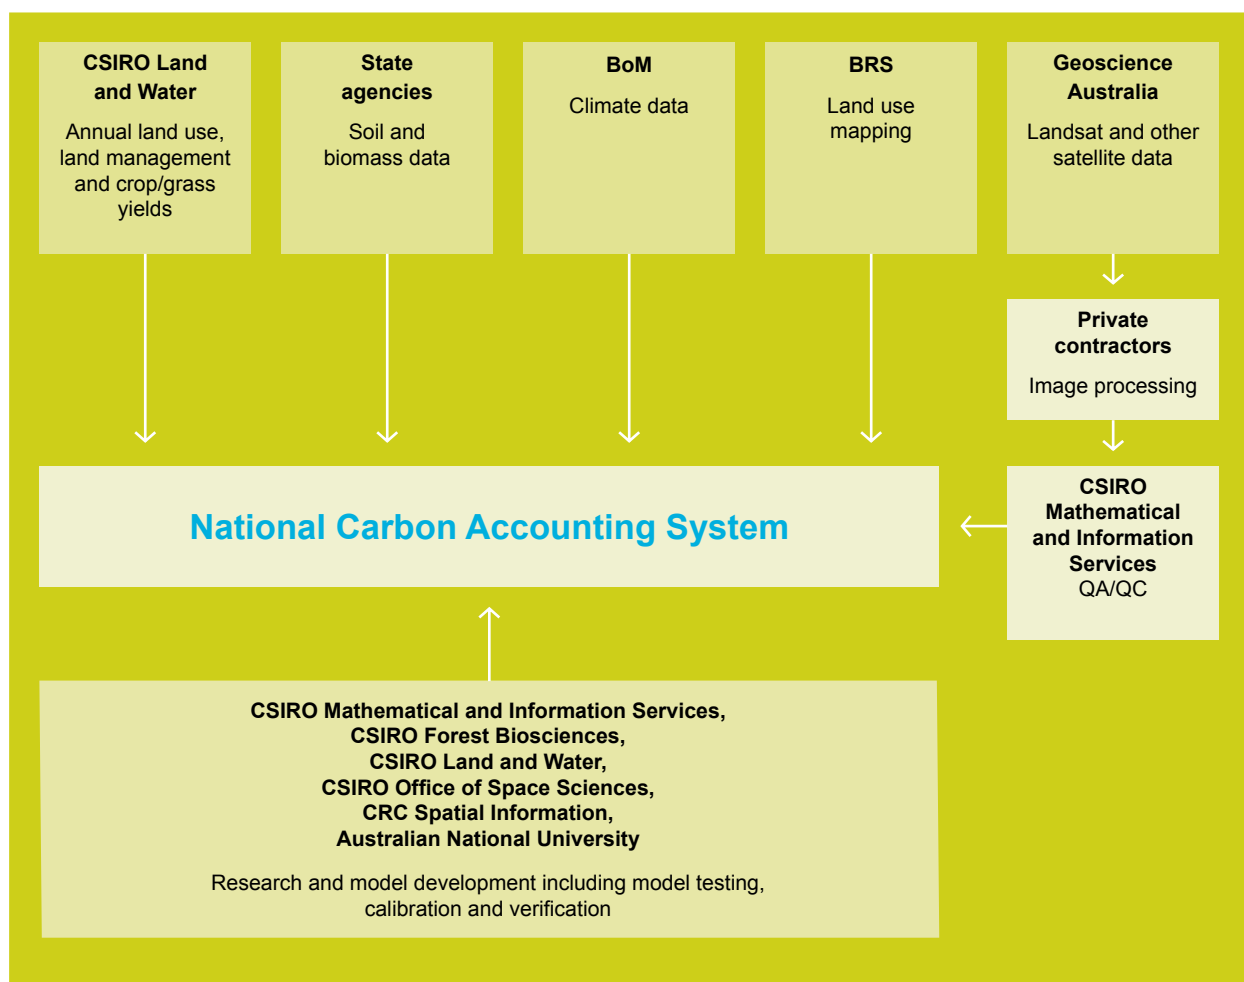 CSIRO Land
and Water
Annual land use,
land management
and crop/grass
yields
State
agencies
Soil and
biomass data
BoM
Climate data
BRS
Land use
mapping
Geoscience
Australia
Landsat and other
satellite data
Private
contractors
Image processing
National Carbon Accounting System
CSIRO
Mathematical
and Information
Services
QA/QC
CSIRO Mathematical and Information Services,
CSIRO Forest Biosciences,
CSIRO Land and Water,
CSIRO Office of Space Sciences,
CRC Spatial Information,
Australian National University
Research and model development including model testing,
calibration and verification